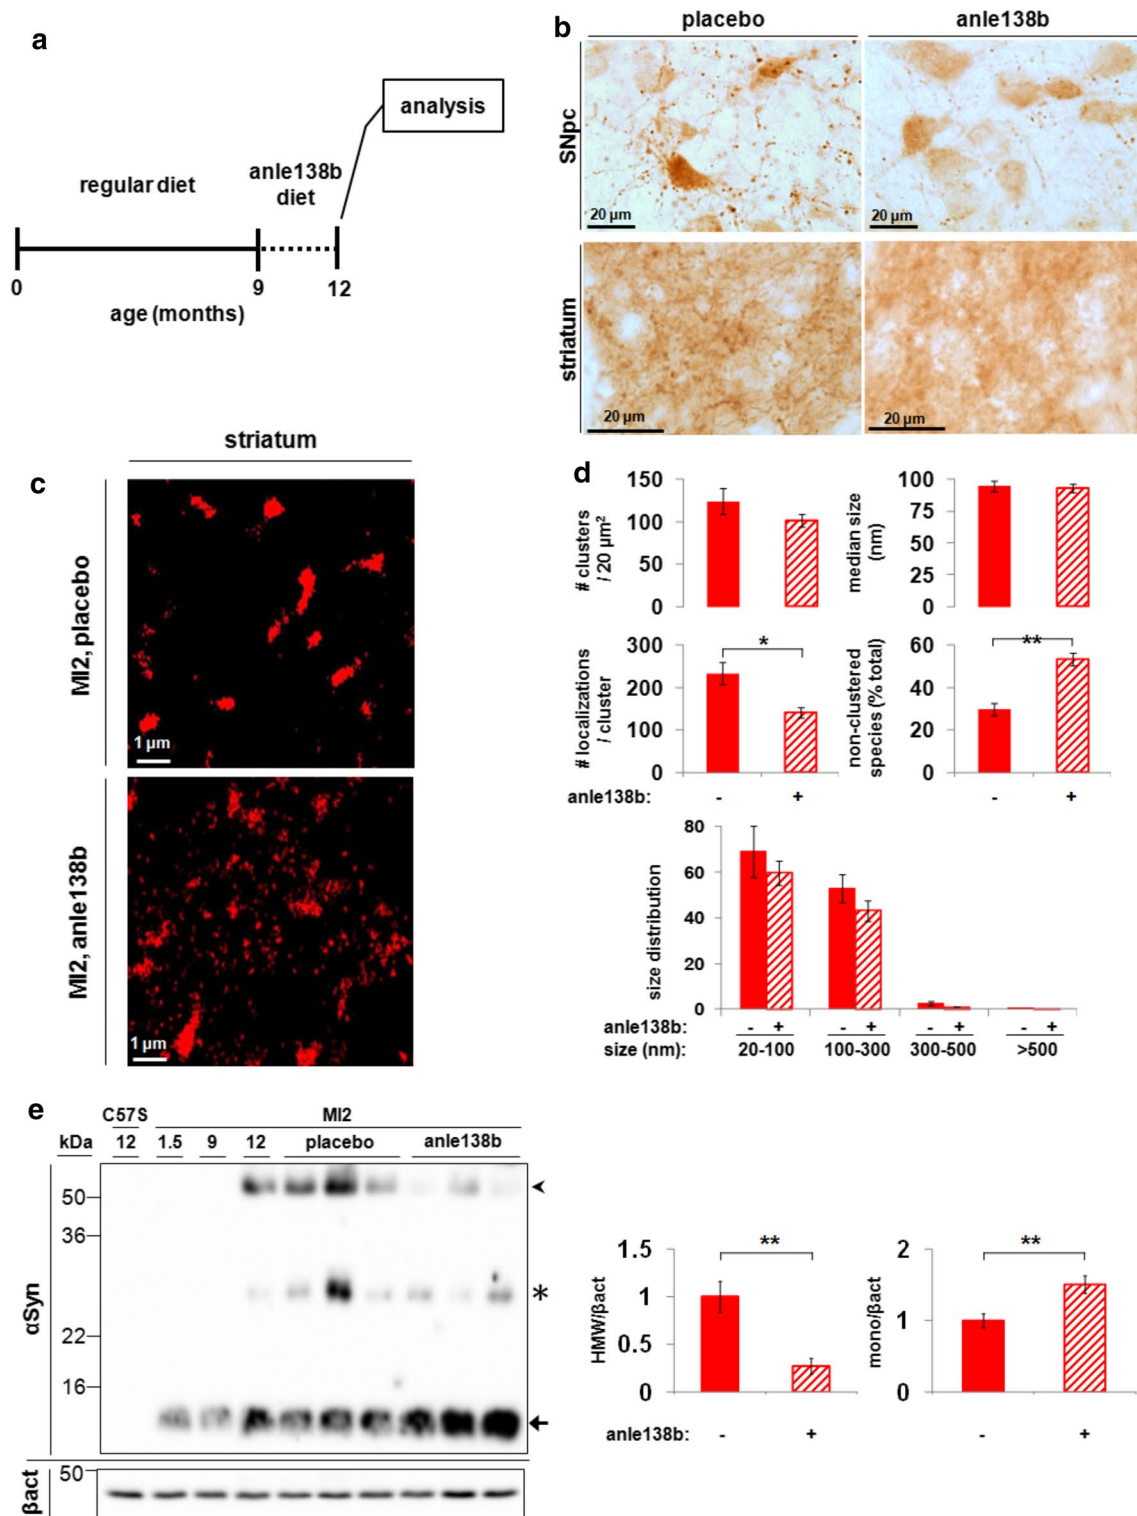 a
analysis
regular diet
anle138b
diet
0
9
12
age (months)
b
placebo
anle138b
SNpc
20 µm
20 µm
striatum
20 µm
20 µm
c
striatum
MI2, placebo
1 µm
MI2, anle138b
1 µm
d
# clusters
/ 20 µm²
150
100
50
0
median size
(nm)
100
75
50
25
0
# localizations
/ cluster
300
200
100
0
*
non-clustered
species (% total)
60
40
20
0
**
anle138b:
-
+
-
+
size distribution
80
60
40
20
0
anle138b:
- + - + - + - +
size (nm):
20-100
100-300
300-500
>500
e
C57S
MI2
kDa
12
1.5
9
12
placebo
anle138b
αSyn
50
36
22
16
*
βact
50
HMW/βact
1.5
1
0.5
0
**
anle138b:
-
+
mono/βact
2
1
0
**
-
+